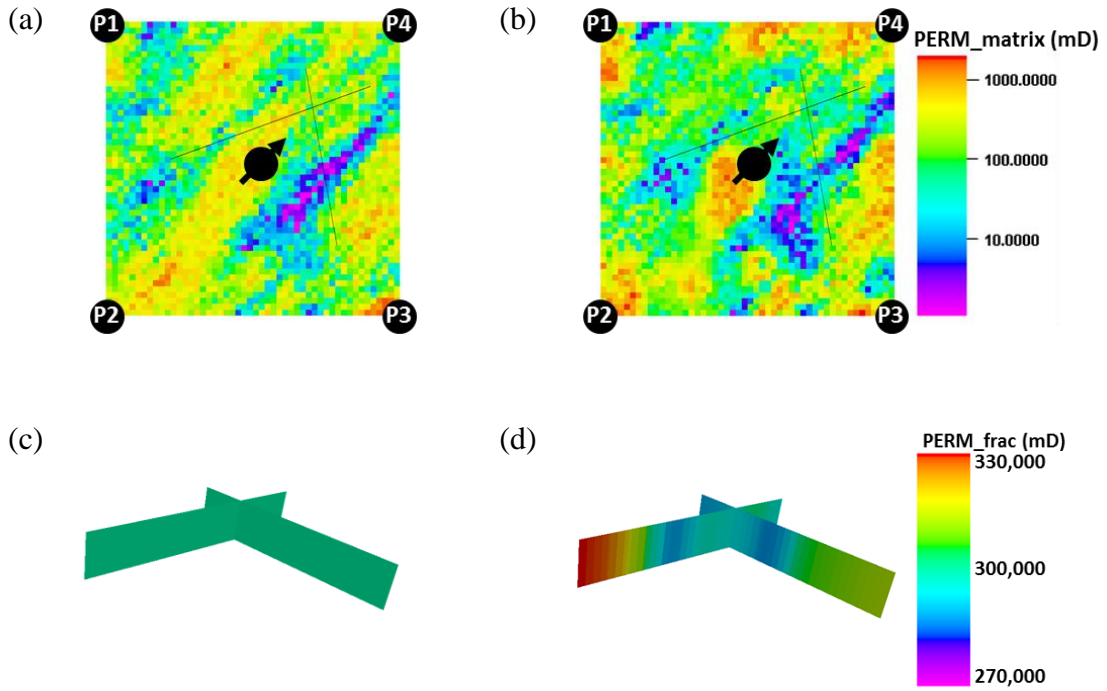 (a)
(b)
P1
P4
P1
P4
PERM_matrix (mD)
1000.0000
100.0000
10.0000
P2
P3
P2
P3
(c)
(d)
PERM_frac (mD)
330,000
300,000
270,000